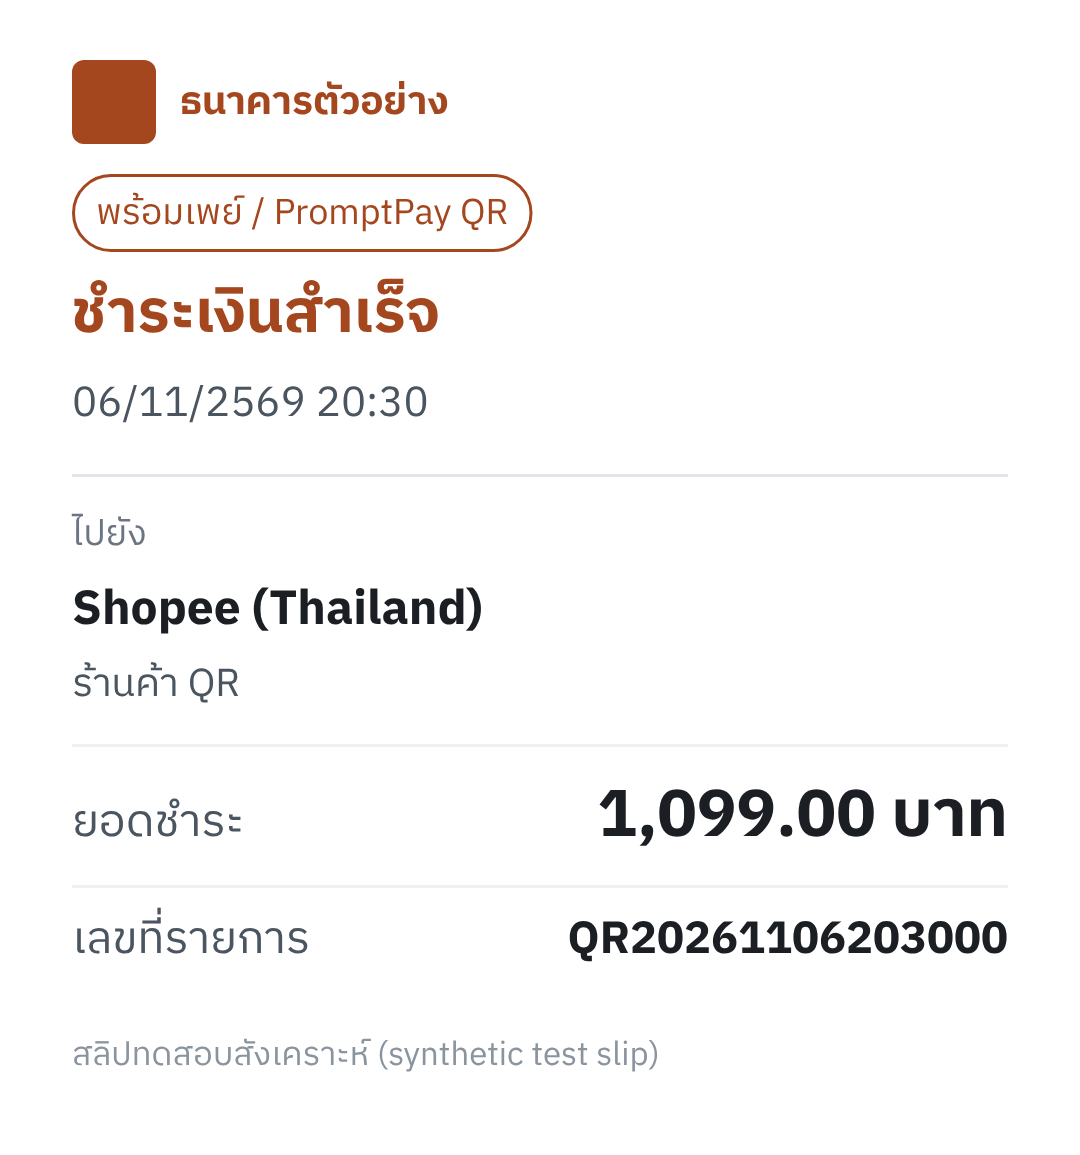 ธนาคารตัวอย่าง
พร้อมเพย์ / PromptPay QR
ชำระเงินสำเร็จ
06/11/2569 20:30
ไปยัง
Shopee (Thailand)
ร้านค้า QR
ยอดชำระ 1,099.00 บาท
เลขที่รายการ QR20261106203000
สลิปทดสอบสังเคราะห์ (synthetic test slip)